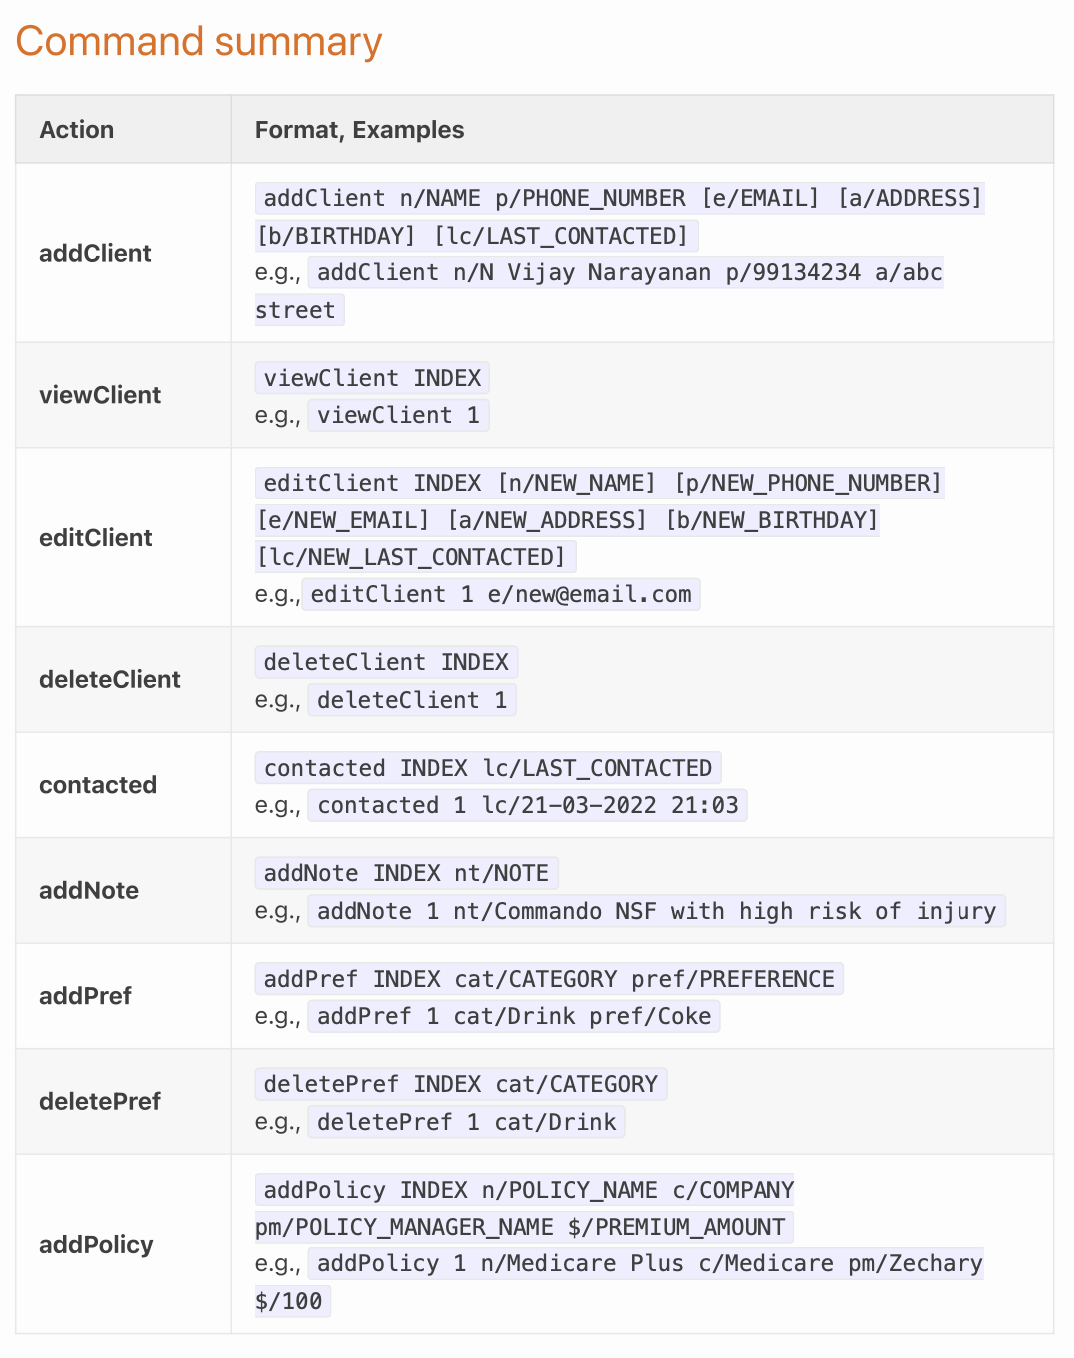 Command summary
Action Format, Examples
addClient n/NAME p/PHONE_NUMBER [e/EMAIL] [a/ADDRESS]
[b/BIRTHDAY] [lc/LAST_CONTACTED]
addClient
e.g., addClient n/N Vijay Narayanan p/99134234 a/abc
street
viewClient INDEX
viewClient
e.g., viewClient 1
editClient INDEX [n/NEW_NAME] [p/NEW_PHONE_NUMBER]
[e/NEW_EMAIL] [a/NEW_ADDRESS] [b/NEW_BIRTHDAY]
editClient
[lc/NEW_LAST_CONTACTED]
e.g., editClient 1 e/new@email.com
deleteClient INDEX
deleteClient
e.g., deleteClient 1
contacted INDEX lc/LAST_CONTACTED
contacted
e.g., contacted 1 lc/21-03-2022 21:03
addNote INDEX nt/NOTE
addNote
e.g., addNote 1 nt/Commando NSF with high risk of injury
addPref INDEX cat/CATEGORY pref/PREFERENCE
addPref
e.g., addPref 1 cat/Drink pref/Coke
deletePref INDEX cat/CATEGORY
deletePref
e.g., deletePref 1 cat/Drink
addPolicy INDEX n/POLICY_NAME c/COMPANY
pm/POLICY_MANAGER_NAME $/PREMIUM_AMOUNT
addPolicy
e.g., addPolicy 1 n/Medicare Plus c/Medicare pm/Zechary
$/100